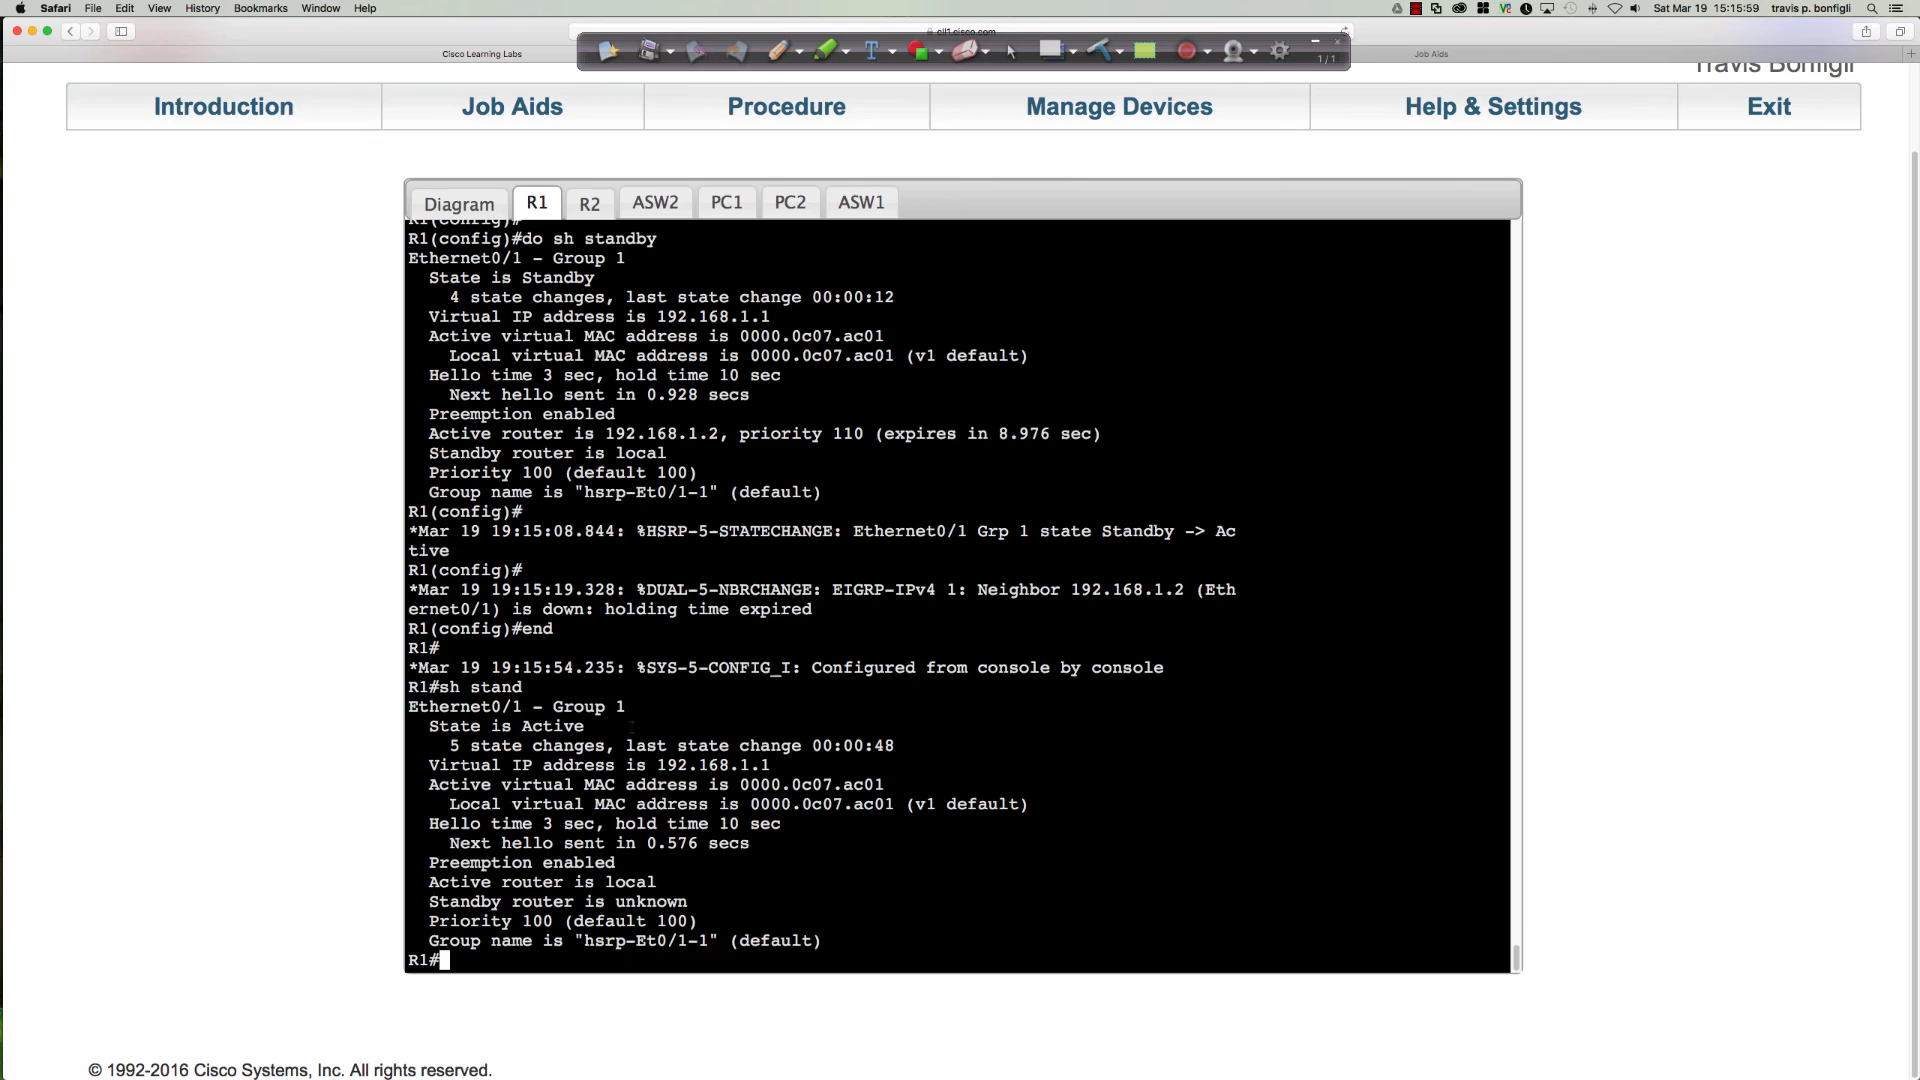 Safari File Edit View History Bookmarks Window Help
Sat Mar 19 15:15:59 travis p. bonfigli
cll1.cisco.com
Cisco Learning Labs
Job Aids
1/1
Travis Bonfigli
Introduction Job Aids Procedure Manage Devices Help & Settings Exit
Diagram R1 R2 ASW2 PC1 PC2 ASW1
R1(config)#
R1(config)#do sh standby
Ethernet0/1 - Group 1
State is Standby
4 state changes, last state change 00:00:12
Virtual IP address is 192.168.1.1
Active virtual MAC address is 0000.0c07.ac01
Local virtual MAC address is 0000.0c07.ac01 (v1 default)
Hello time 3 sec, hold time 10 sec
Next hello sent in 0.928 secs
Preemption enabled
Active router is 192.168.1.2, priority 110 (expires in 8.976 sec)
Standby router is local
Priority 100 (default 100)
Group name is "hsrp-Et0/1-1" (default)
R1(config)#
*Mar 19 19:15:08.844: %HSRP-5-STATECHANGE: Ethernet0/1 Grp 1 state Standby -> Ac
tive
R1(config)#
*Mar 19 19:15:19.328: %DUAL-5-NBRCHANGE: EIGRP-IPv4 1: Neighbor 192.168.1.2 (Eth
ernet0/1) is down: holding time expired
R1(config)#end
R1#
*Mar 19 19:15:54.235: %SYS-5-CONFIG_I: Configured from console by console
R1#sh stand
Ethernet0/1 - Group 1
State is Active
5 state changes, last state change 00:00:48
Virtual IP address is 192.168.1.1
Active virtual MAC address is 0000.0c07.ac01
Local virtual MAC address is 0000.0c07.ac01 (v1 default)
Hello time 3 sec, hold time 10 sec
Next hello sent in 0.576 secs
Preemption enabled
Active router is local
Standby router is unknown
Priority 100 (default 100)
Group name is "hsrp-Et0/1-1" (default)
R1#
© 1992-2016 Cisco Systems, Inc. All rights reserved.